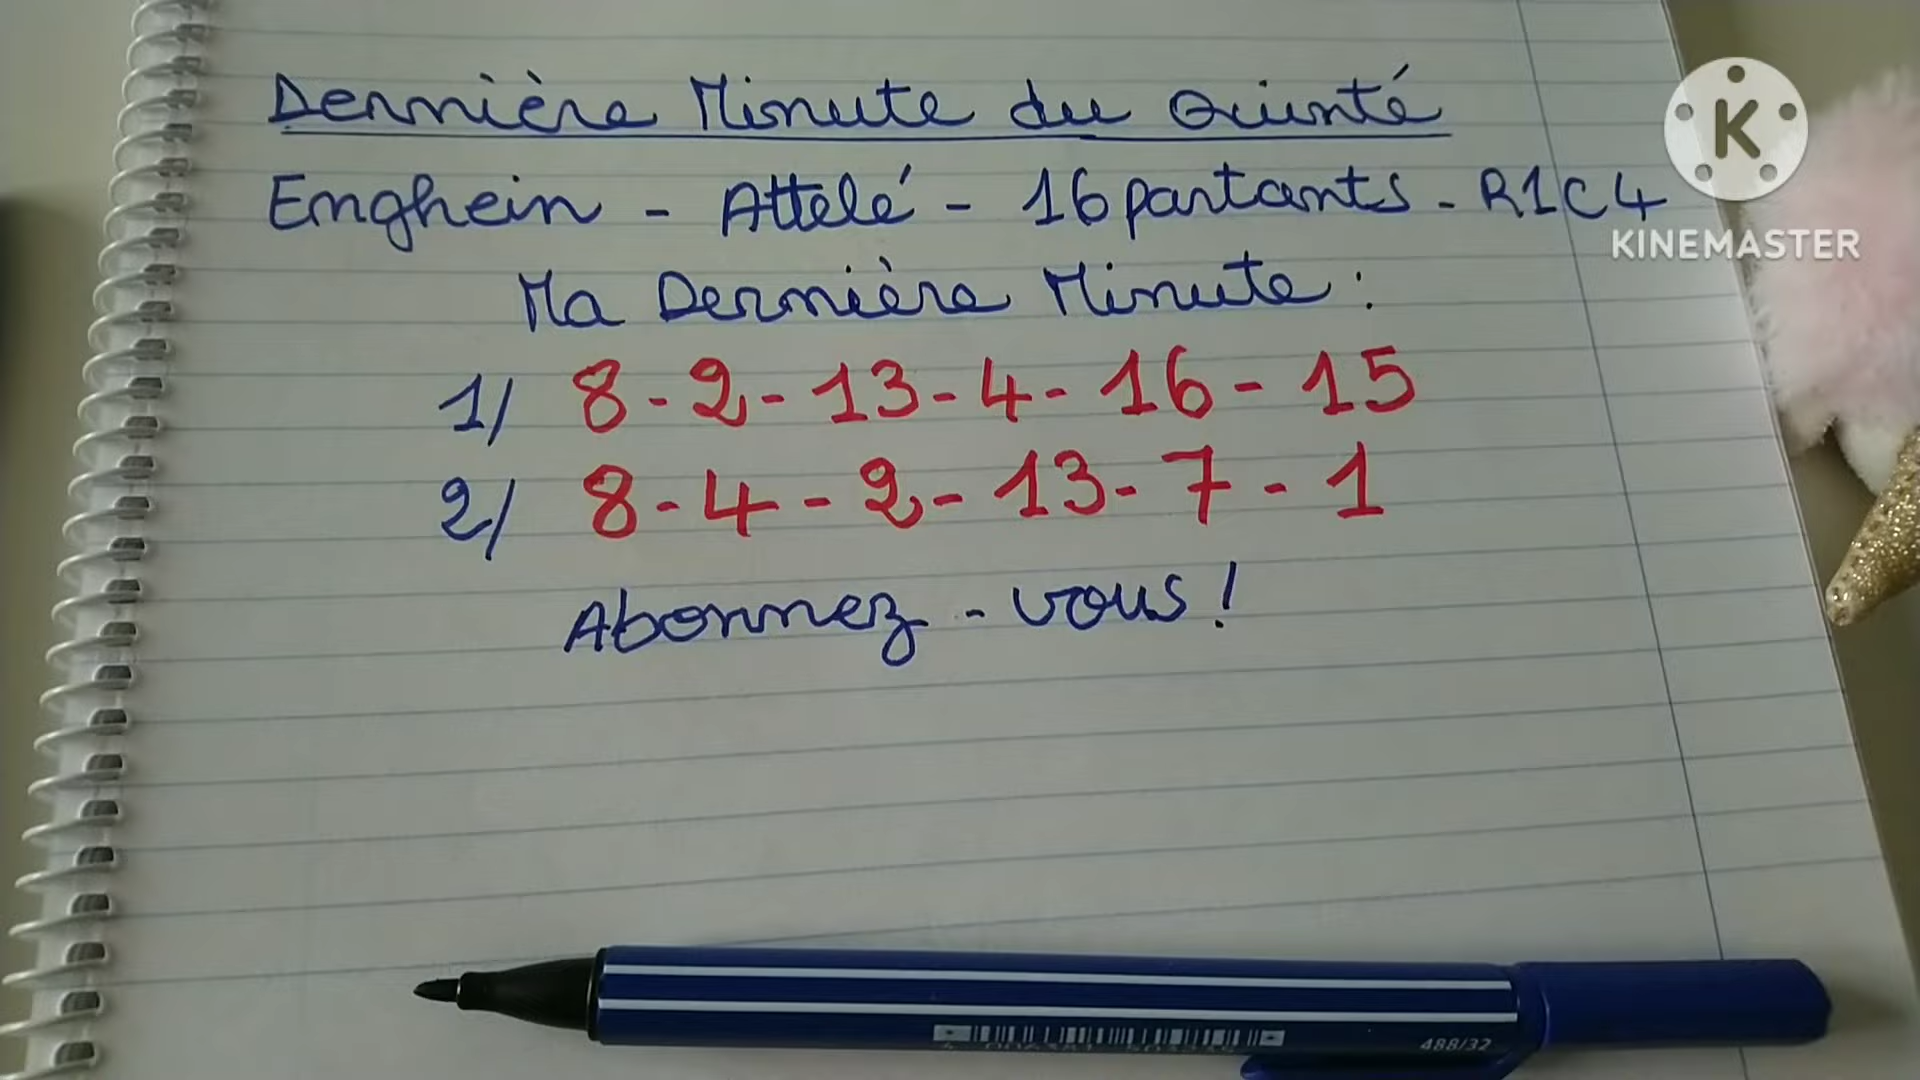 Dernière Minute du Quinté
Enghein - Attelé - 16 partants - R1C4
Ma Dernière Minute :
1/ 8 - 2 - 13 - 4 - 16 - 15
2/ 8 - 4 - 2 - 13 - 7 - 1
Abonnez-vous !
K
KINEMASTER
488/32